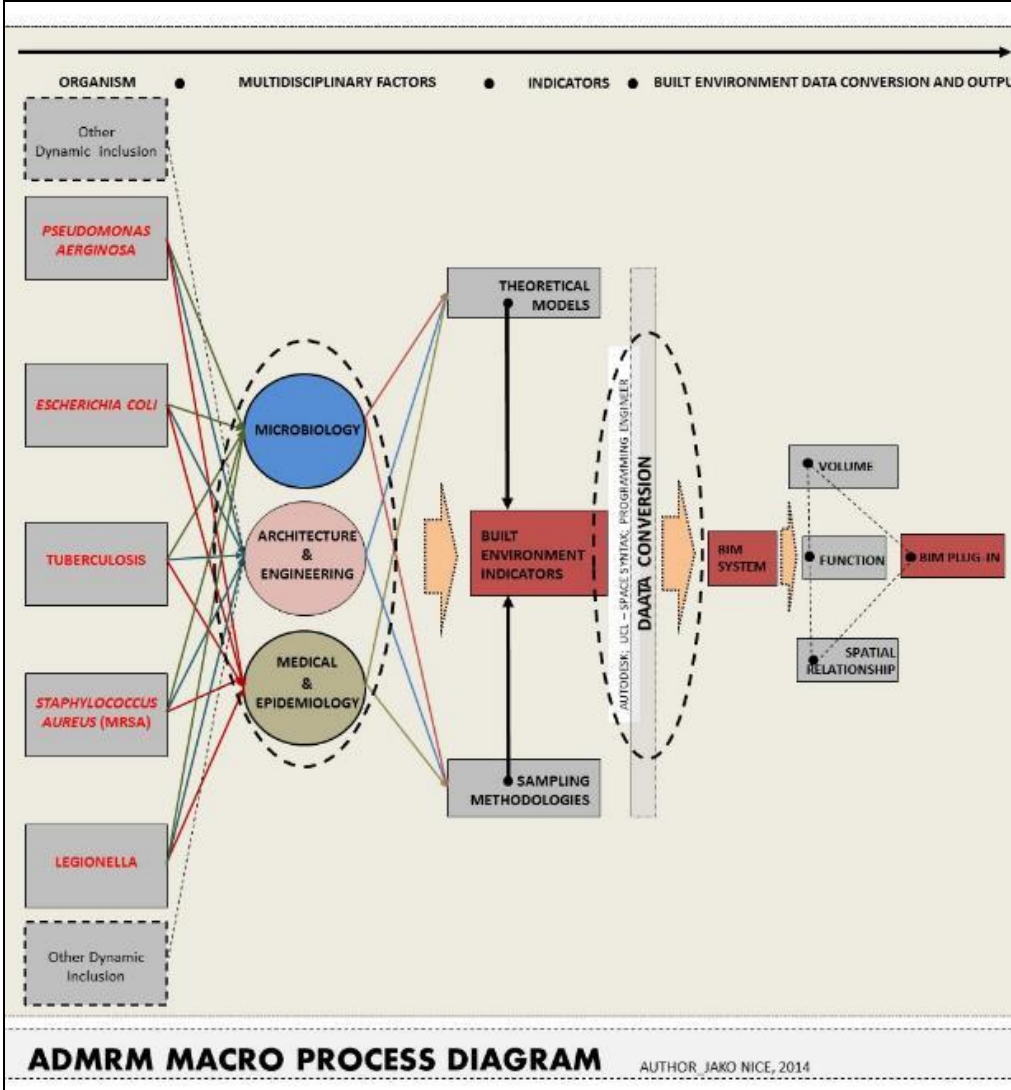 ORGANISM • MULTIDISCIPLINARY FACTORS • INDICATORS • BUILT ENVIRONMENT DATA CONVERSION AND OUTPU
Other
Dynamic inclusion
PSEUDOMONAS
AERGINOSA
ESCHERICHIA COLI
TUBERCULOSIS
STAPHYLOCOCCUS
AUREUS (MRSA)
LEGIONELLA
Other Dynamic
Inclusion
MICROBIOLOGY
ARCHITECTURE
&
ENGINEERING
MEDICAL
&
EPIDEMIOLOGY
THEORETICAL
MODELS
BUILT
ENVIRONMENT
INDICATORS
SAMPLING
METHODOLOGIES
AUTODESK; UCL – SPACE SYNTAK; PROGRAMMING ENGINEER
DAATA CONVERSION
BIM
SYSTEM
VOLUME
FUNCTION
SPATIAL
RELATIONSHIP
BIM PLUG-IN
ADMRM MACRO PROCESS DIAGRAM
AUTHOR_JAKO NICE, 2014